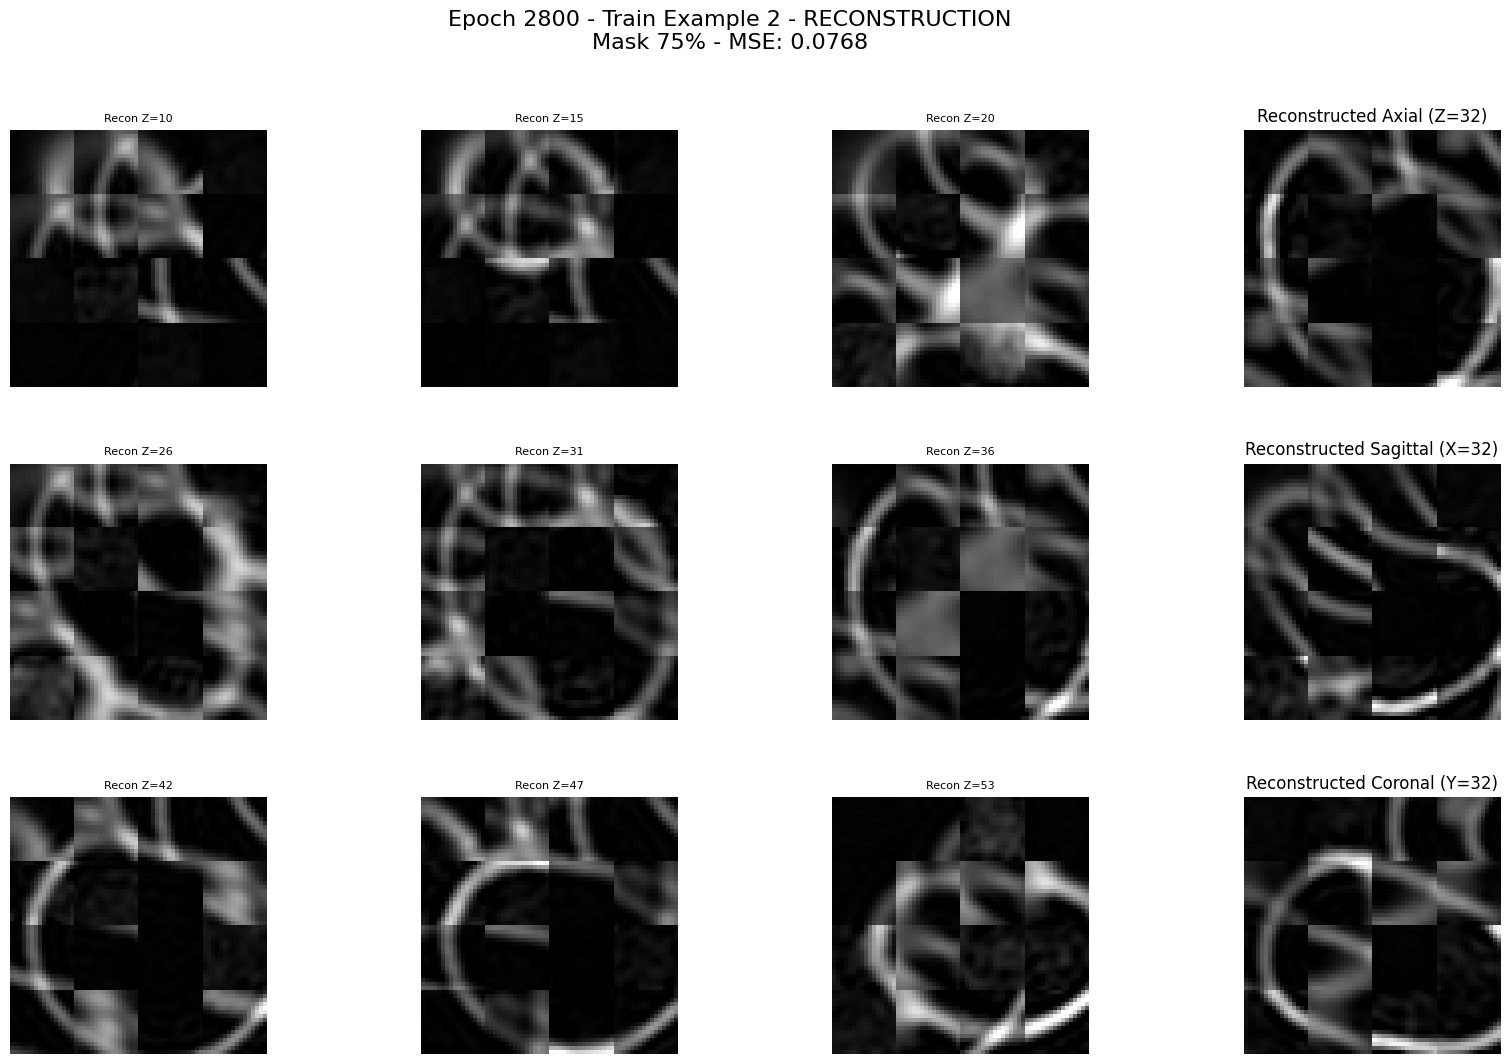 Epoch 2800 - Train Example 2 - RECONSTRUCTION
Mask 75% - MSE: 0.0768
Recon Z=10
Recon Z=15
Recon Z=20
Reconstructed Axial (Z=32)
Recon Z=26
Recon Z=31
Recon Z=36
Reconstructed Sagittal (X=32)
Recon Z=42
Recon Z=47
Recon Z=53
Reconstructed Coronal (Y=32)